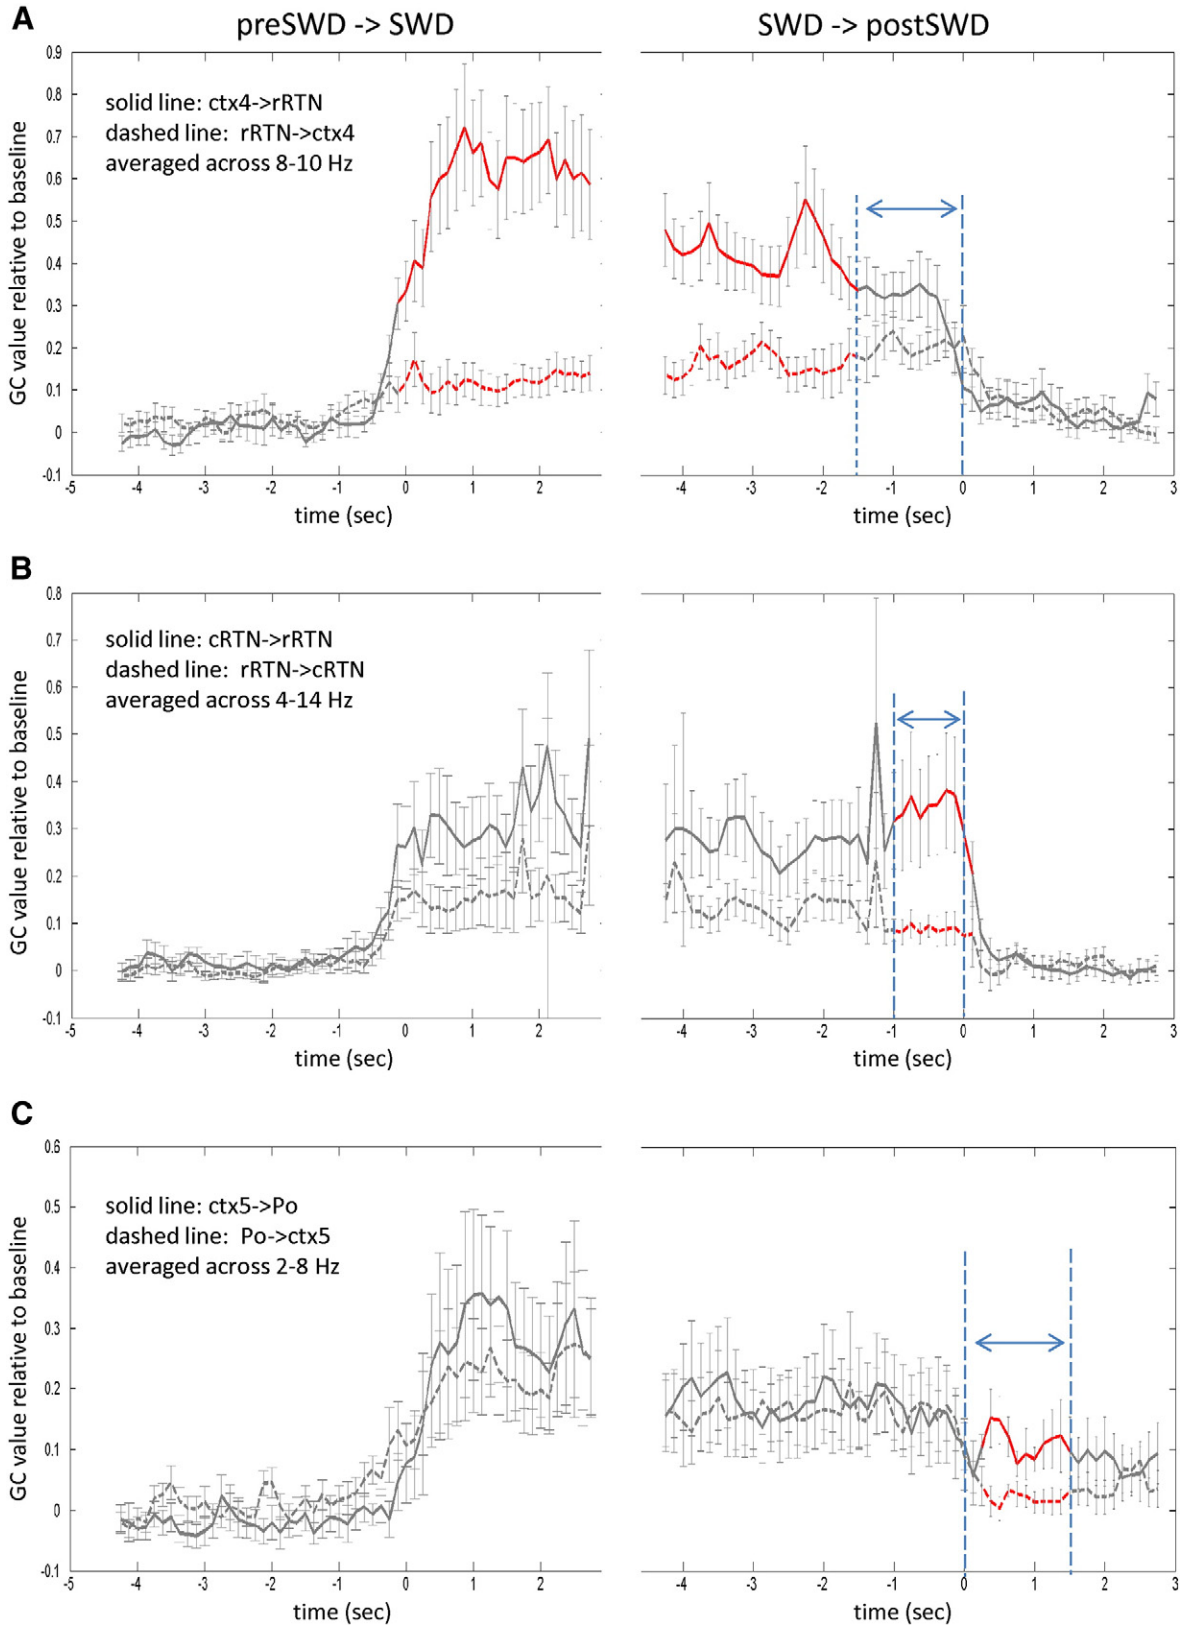 A
preSWD -> SWD
SWD -> postSWD
GC value relative to baseline
0.9
0.8
0.7
0.6
0.5
0.4
0.3
0.2
0.1
0
-0.1
solid line: ctx4->rRTN
dashed line: rRTN->ctx4
averaged across 8-10 Hz
-5 -4 -3 -2 -1 0 1 2
time (sec)
-4 -3 -2 -1 0 1 2 3
time (sec)
B
GC value relative to baseline
0.8
0.7
0.6
0.5
0.4
0.3
0.2
0.1
0
-0.1
solid line: cRTN->rRTN
dashed line: rRTN->cRTN
averaged across 4-14 Hz
-5 -4 -3 -2 -1 0 1 2
time (sec)
-4 -3 -2 -1 0 1 2 3
time (sec)
C
GC value relative to baseline
0.6
0.5
0.4
0.3
0.2
0.1
0
-0.1
solid line: ctx5->Po
dashed line: Po->ctx5
averaged across 2-8 Hz
-5 -4 -3 -2 -1 0 1 2
time (sec)
-4 -3 -2 -1 0 1 2 3
time (sec)